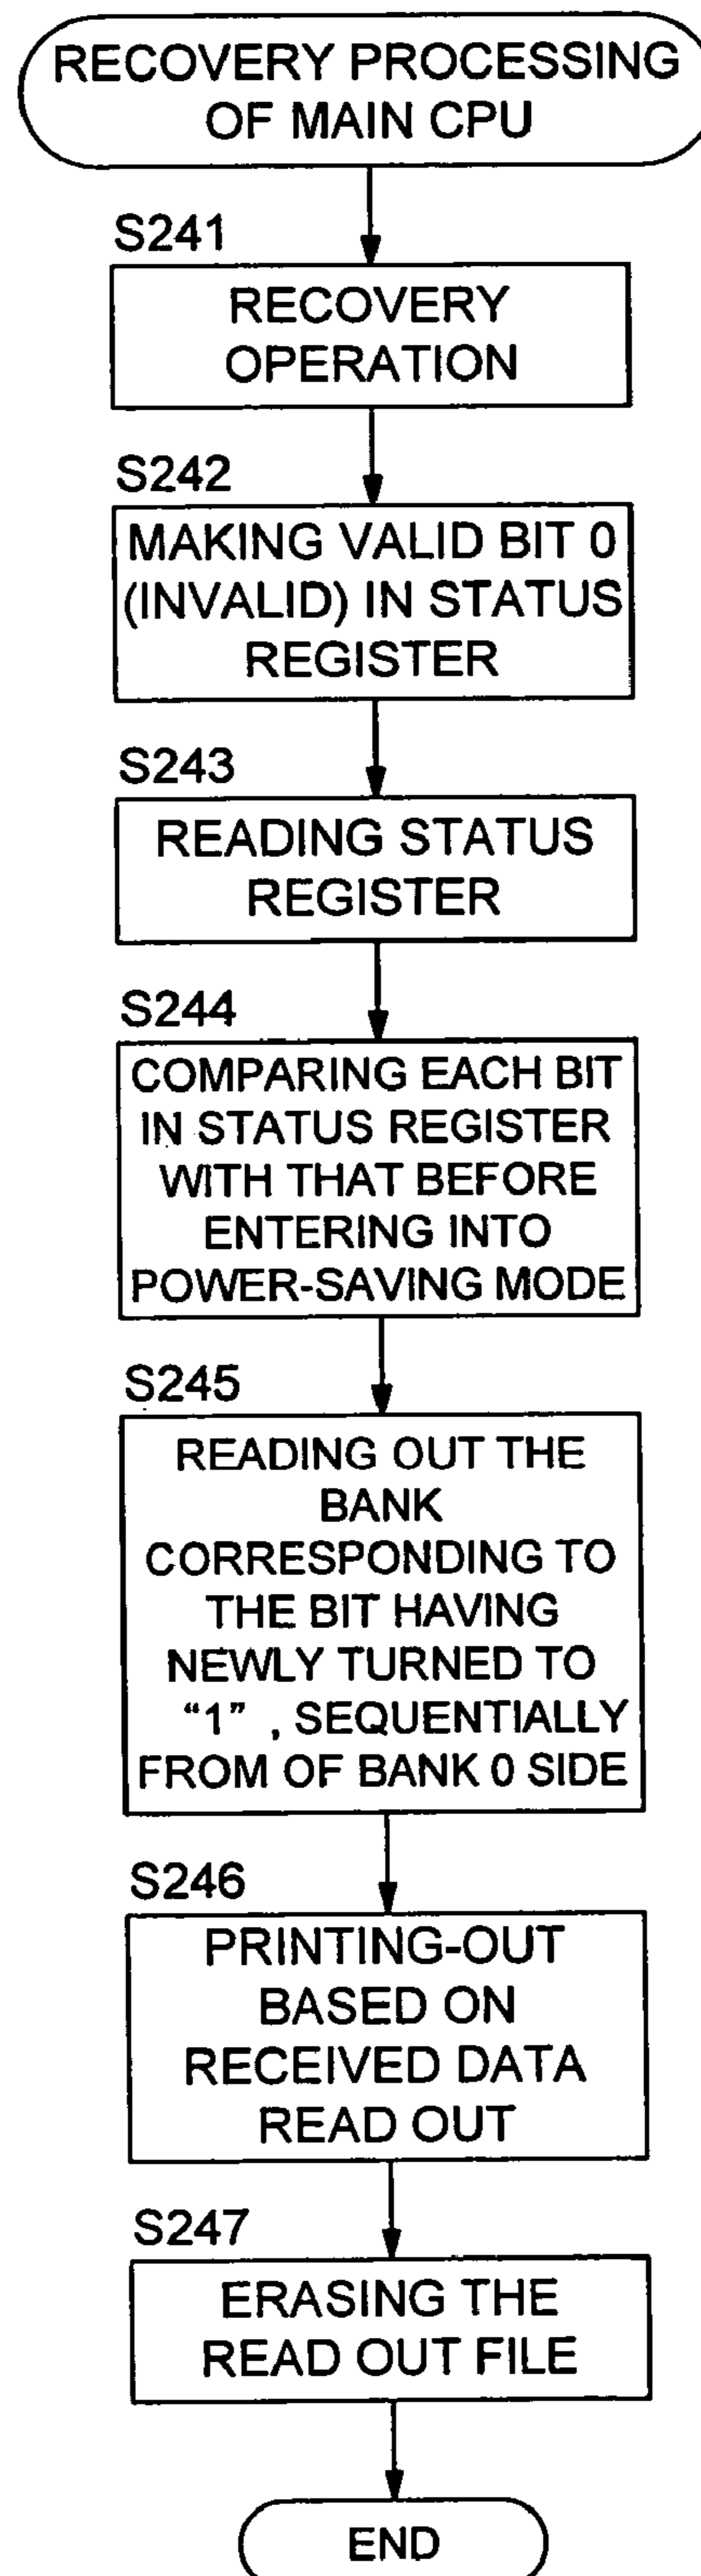 RECOVERY PROCESSING
OF MAIN CPU
S241
RECOVERY
OPERATION
S242
MAKING VALID BIT 0
(INVALID) IN STATUS
REGISTER
S243
READING STATUS
REGISTER
S244
COMPARING EACH BIT
IN STATUS REGISTER
WITH THAT BEFORE
ENTERING INTO
POWER-SAVING MODE
S245
READING OUT THE
BANK
CORRESPONDING TO
THE BIT HAVING
NEWLY TURNED TO
“1” , SEQUENTIALLY
FROM OF BANK 0 SIDE
S246
PRINTING-OUT
BASED ON
RECEIVED DATA
READ OUT
S247
ERASING THE
READ OUT FILE
END